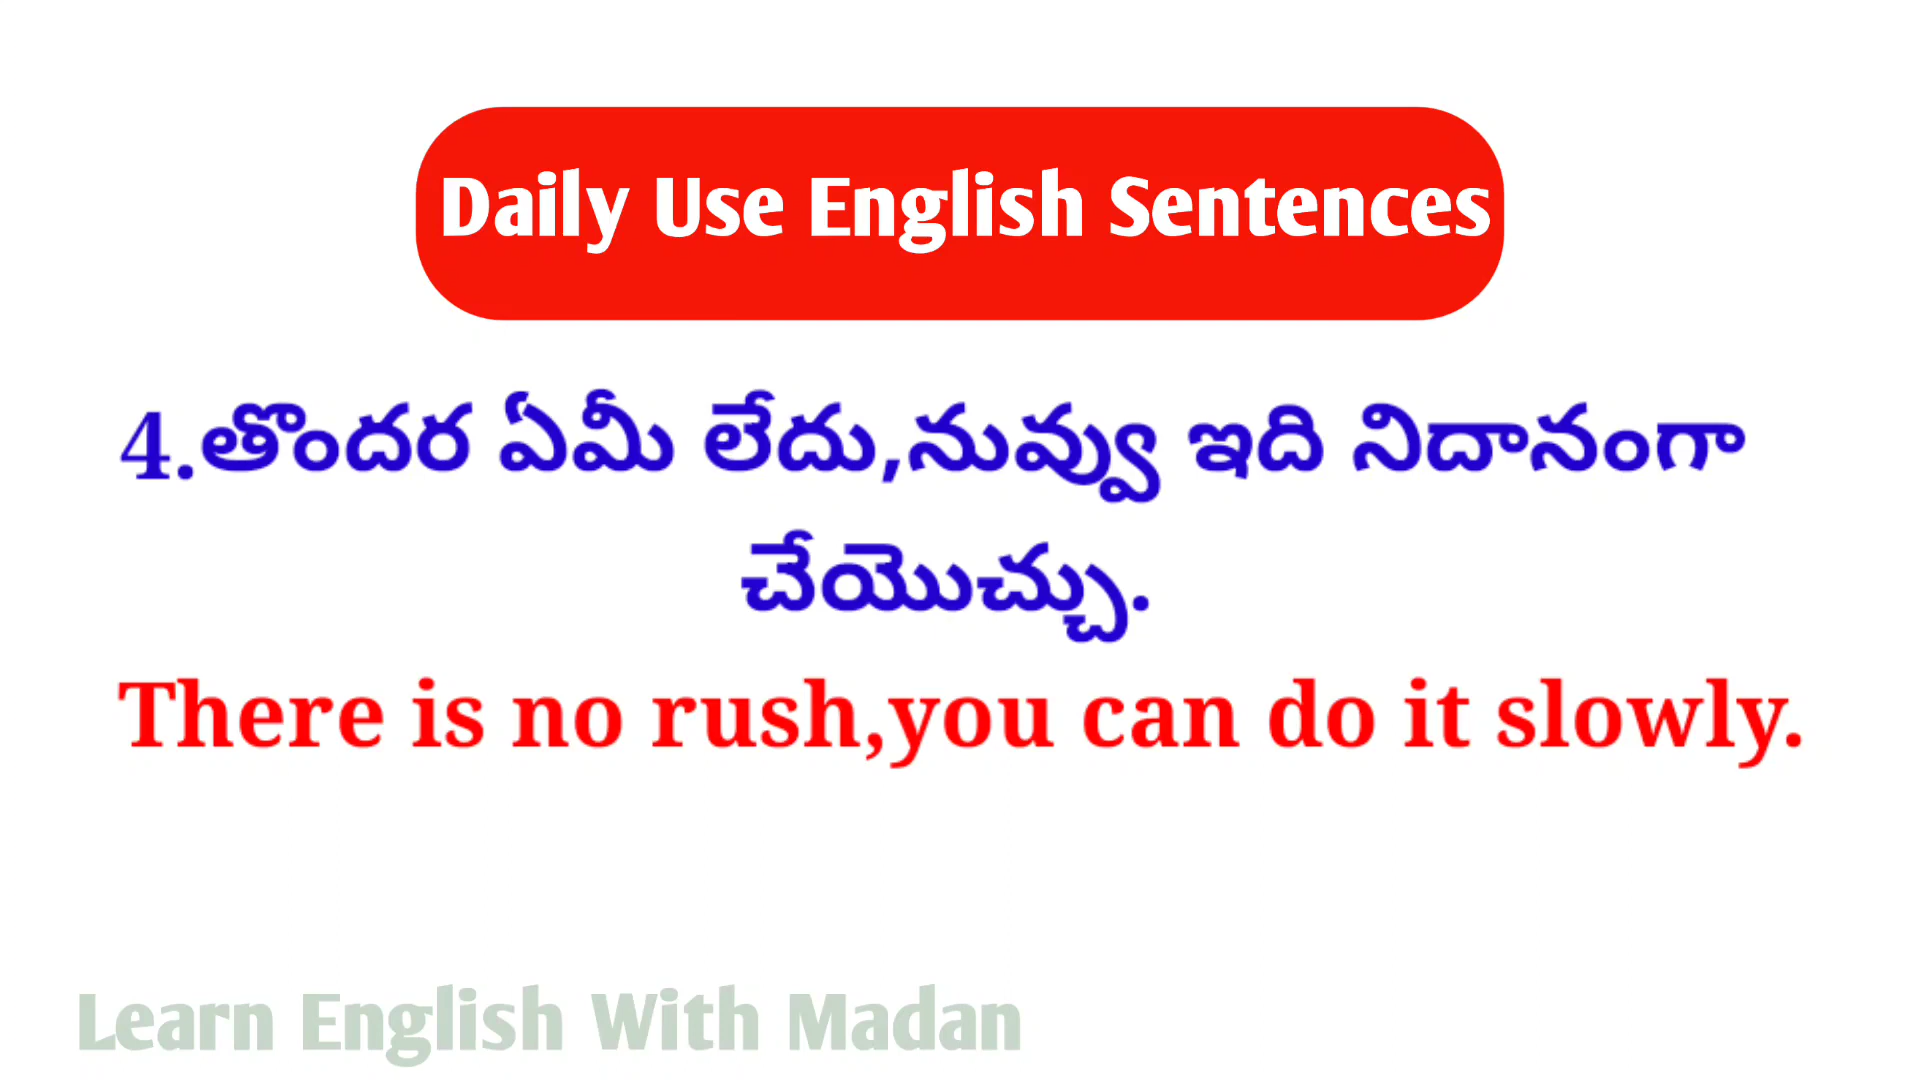 Daily Use English Sentences
4.తొందర ఏమీ లేదు,నువ్వు ఇది నిదానంగా
చేయొచ్చు.
There is no rush,you can do it slowly.
Learn English With Madan